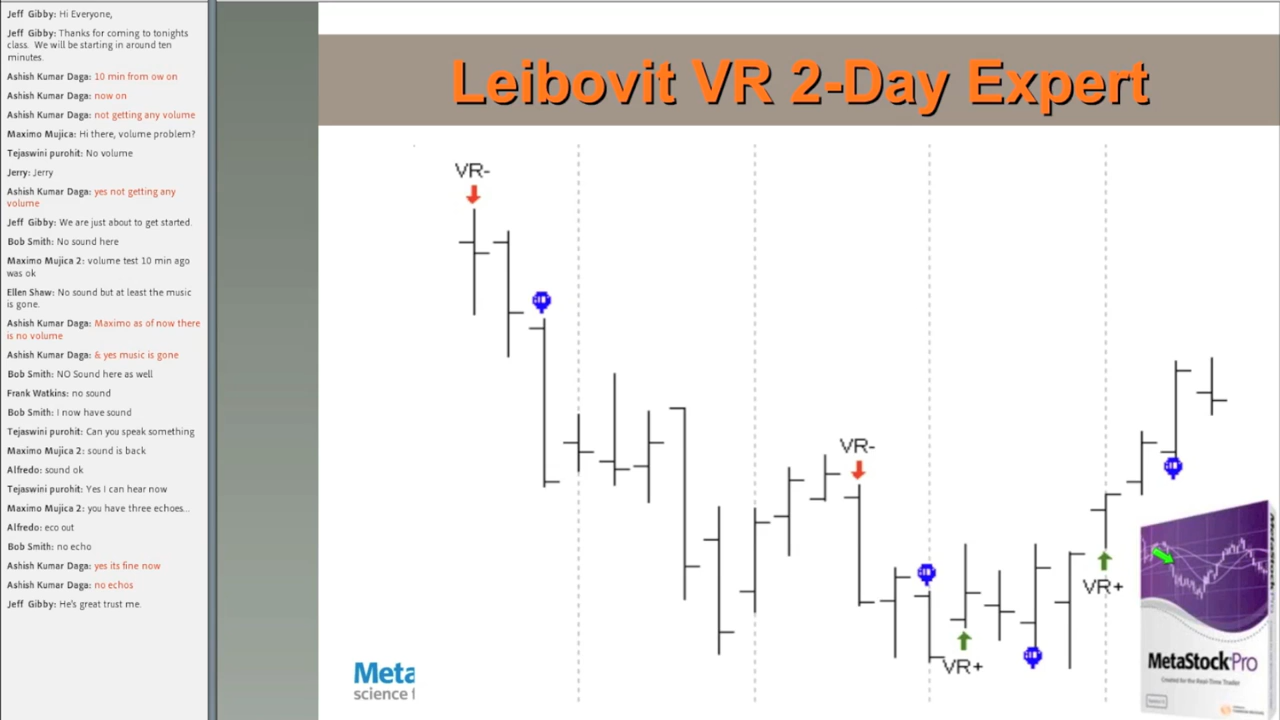 Jeff Gibby: Hi Everyone,
Jeff Gibby: Thanks for coming to tonights
class. We will be starting in around ten
minutes.
Ashish Kumar Daga: 10 min from ow on
Ashish Kumar Daga: now on
Ashish Kumar Daga: not getting any volume
Maximo Mujica: Hi there, volume problem?
Tejaswini purohit: No volume
Jerry: Jerry
Ashish Kumar Daga: yes not getting any
volume
Jeff Gibby: We are just about to get started.
Bob Smith: No sound here
Maximo Mujica 2: volume test 10 min ago
was ok
Ellen Shaw: No sound but at least the music
is gone.
Ashish Kumar Daga: Maximo as of now there
is no volume
Ashish Kumar Daga: & yes music is gone
Bob Smith: NO Sound here as well
Frank Watkins: no sound
Bob Smith: I now have sound
Tejaswini purohit: Can you speak something
Maximo Mujica 2: sound is back
Alfredo: sound ok
Tejaswini purohit: Yes I can hear now
Maximo Mujica 2: you have three echoes...
Alfredo: eco out
Bob Smith: no echo
Ashish Kumar Daga: yes its fine now
Ashish Kumar Daga: no echos
Jeff Gibby: He's great trust me.
Leibovit VR 2-Day Expert
VR-
VR-
VR+
VR+
Meta
science f
MetaStock Pro
Created for the Real-Time Trader